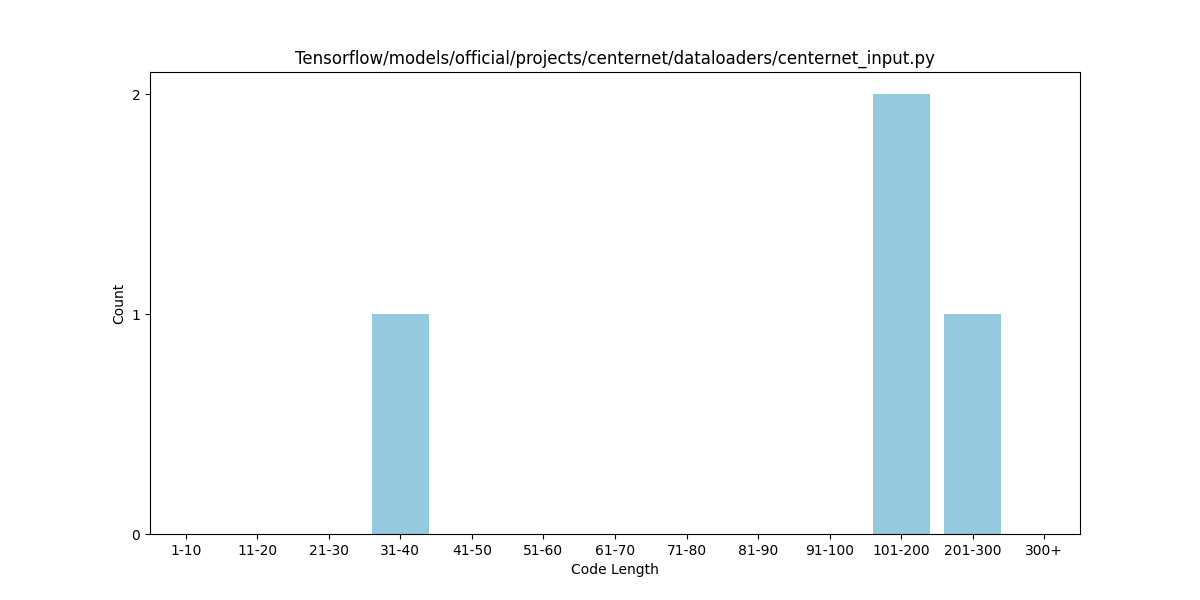 Tensorflow/models/official/projects/centernet/dataloaders/centernet_input.py
2
1
0
Count
1-10 11-20 21-30 31-40 41-50 51-60 61-70 71-80 81-90 91-100 101-200 201-300 300+
Code Length